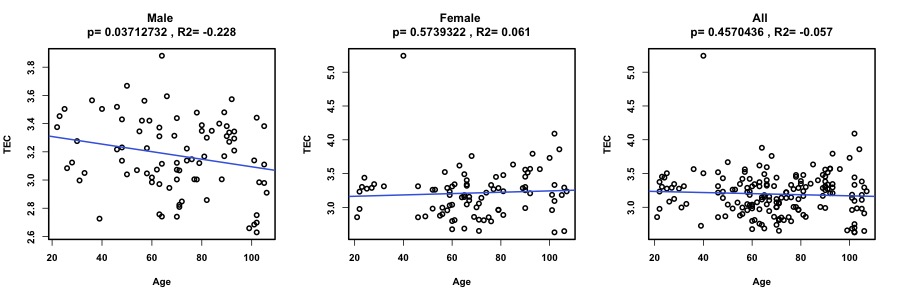 Male
p= 0.03712732 , R2= -0.228
TEC
3.8
3.6
3.4
3.2
3.0
2.8
2.6
20 40 60 80 100
Age
Female
p= 0.5739322 , R2= 0.061
TEC
5.0
4.5
4.0
3.5
3.0
20 40 60 80 100
Age
All
p= 0.4570436 , R2= -0.057
TEC
5.0
4.5
4.0
3.5
3.0
20 40 60 80 100
Age